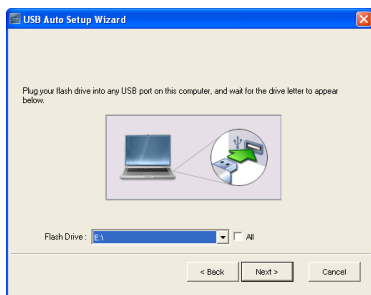 USB Auto Setup Wizard
Plug your flash drive into any USB port on this computer, and wait for the drive letter to appear
below.
Flash Drive : E:\ All
< Back Next > Cancel